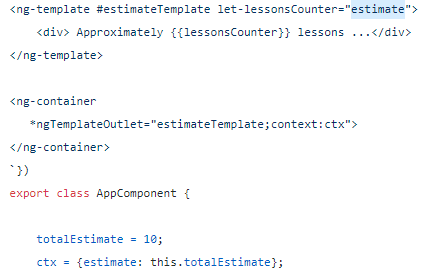 <ng-template #estimateTemplate let-lessonsCounter="estimate">
    <div> Approximately {{lessonsCounter}} lessons ...</div>
</ng-template>
<ng-container
   *ngTemplateOutlet="estimateTemplate;context:ctx">
</ng-container>
`})
export class AppComponent {
    totalEstimate = 10;
    ctx = {estimate: this.totalEstimate};